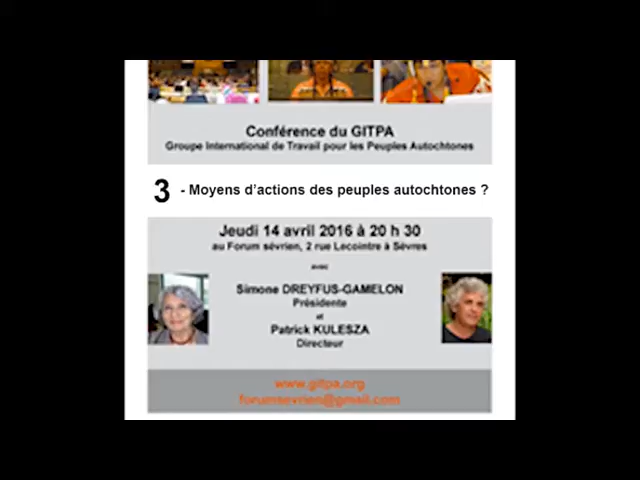 Conférence du GITPA
Groupe International de Travail pour les Peuples Autochtones
3 - Moyens d'actions des peuples autochtones ?
Jeudi 14 avril 2016 à 20 h 30
au Forum sévrien, 2 rue Lecointre à Sèvres
avec
Simone DREYFUS-GAMELON
Présidente
et
Patrick KULESZA
Directeur
www.gitpa.org
forumsevrien@gmail.com